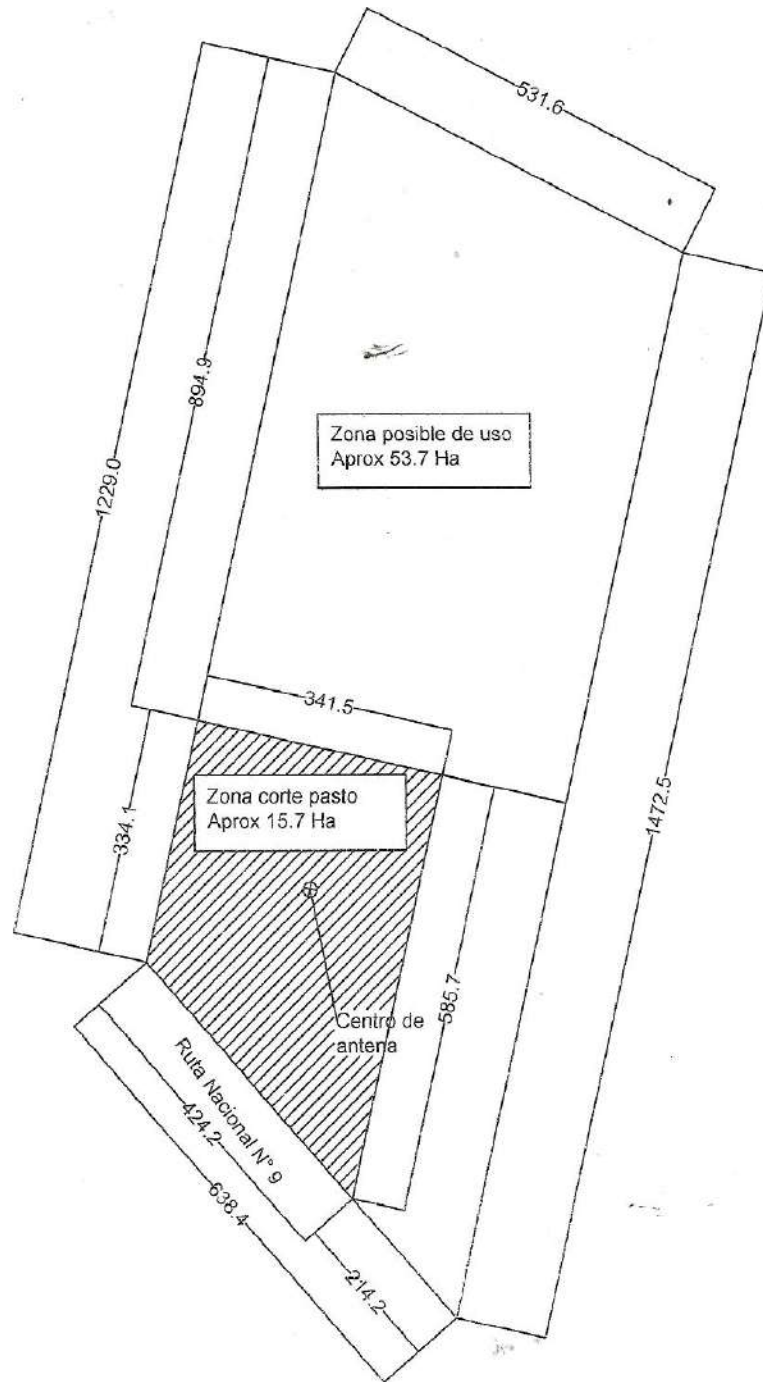 531.6
894.9
1229.0
Zona posible de uso
Aprox 53.7 Ha
341.5
Zona corte pasto
Aprox 15.7 Ha
334.1
1472.5
585.7
Centro de
antena
Ruta Nacional N° 9
424.2
638.4
214.2